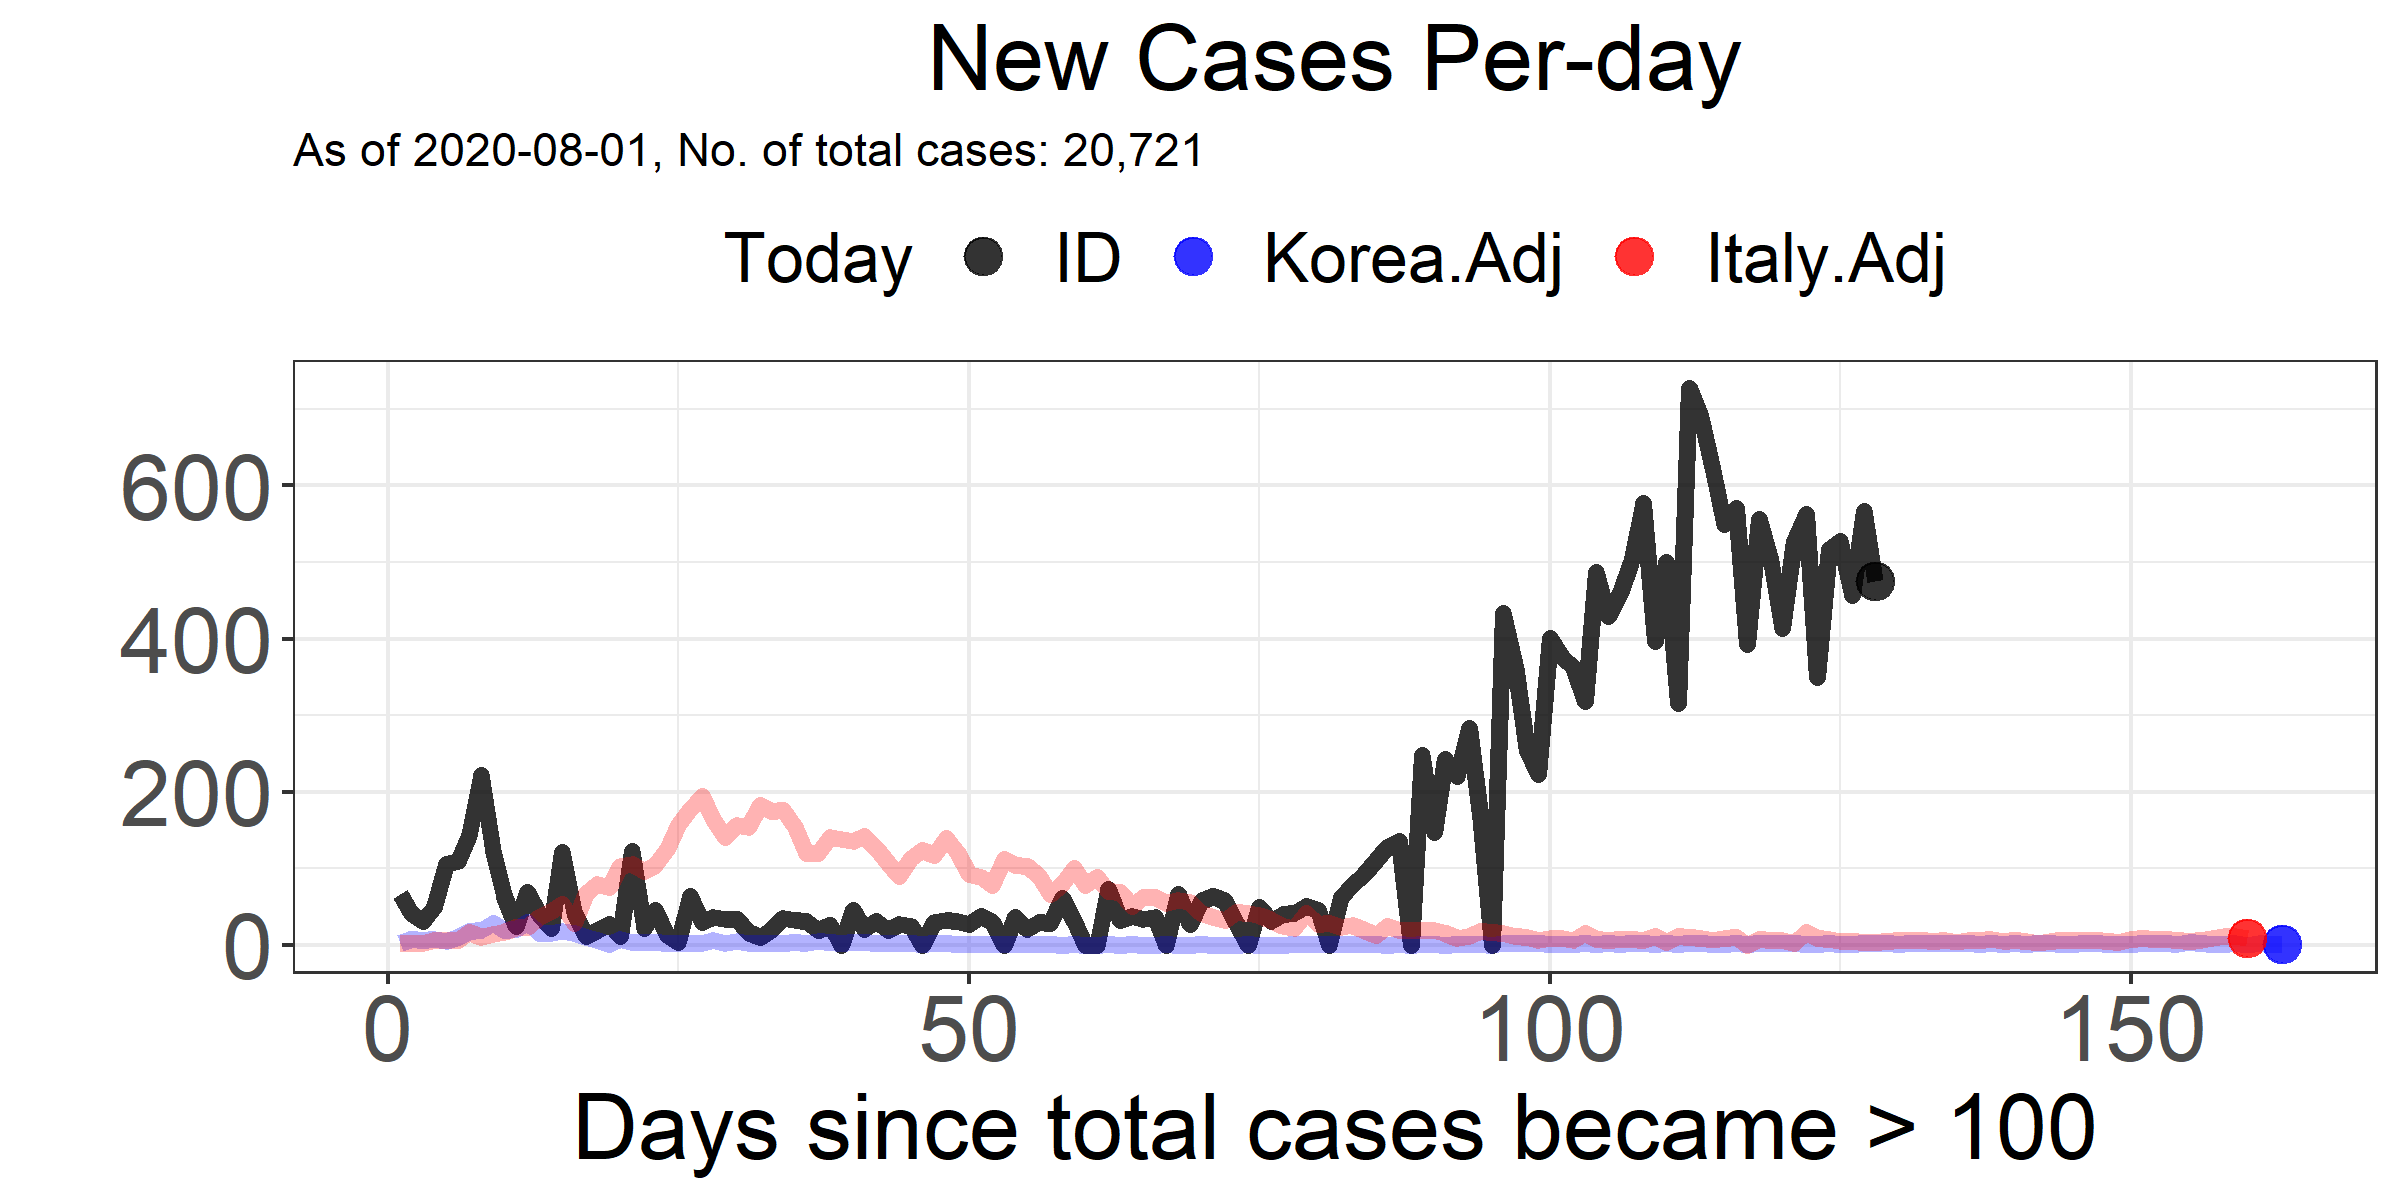 New Cases Per-day
As of 2020-08-01, No. of total cases: 20,721
Today ID Korea.Adj Italy.Adj
600
400
200
0
0 50 100 150
Days since total cases became > 100